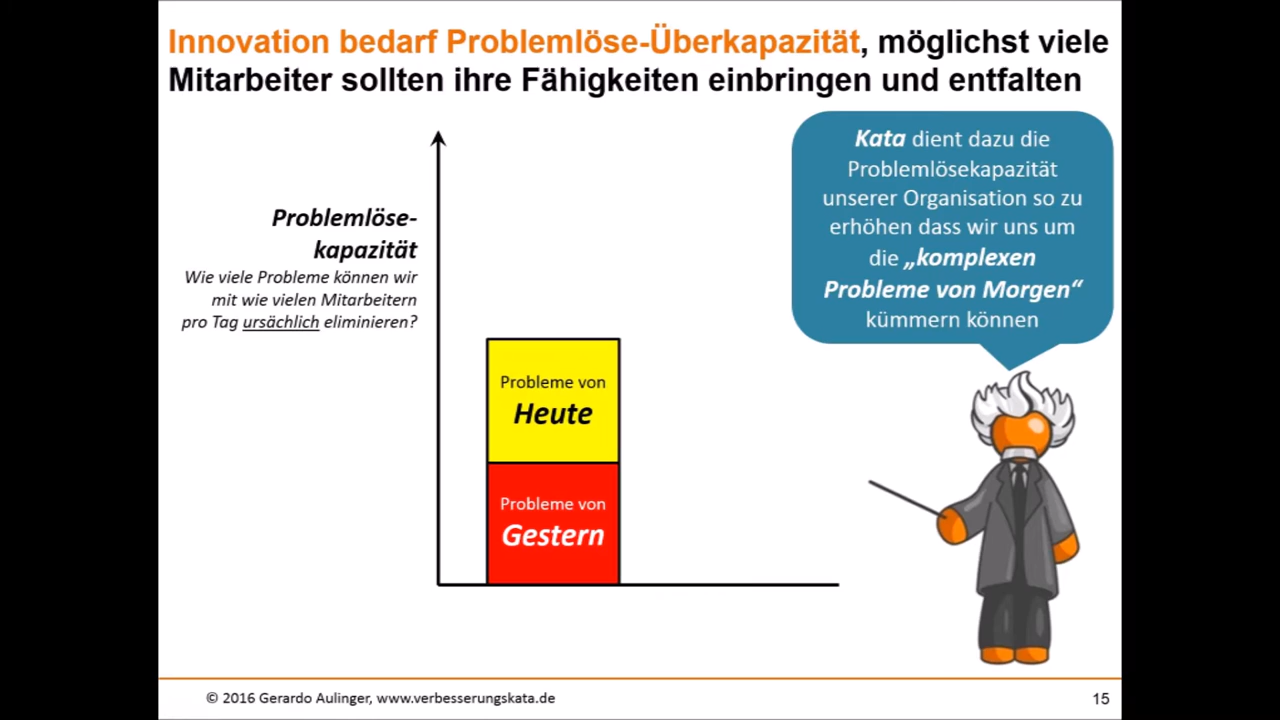 Innovation bedarf Problemlöse-Überkapazität, möglichst viele
Mitarbeiter sollten ihre Fähigkeiten einbringen und entfalten
Kata dient dazu die
Problemlösekapazität
unserer Organisation so zu
erhöhen dass wir uns um
die „komplexen
Probleme von Morgen“
kümmern können
Problemlöse-
kapazität
Wie viele Probleme können wir
mit wie vielen Mitarbeitern
pro Tag ursächlich eliminieren?
Probleme von
Heute
Probleme von
Gestern
© 2016 Gerardo Aulinger, www.verbesserungskata.de
15